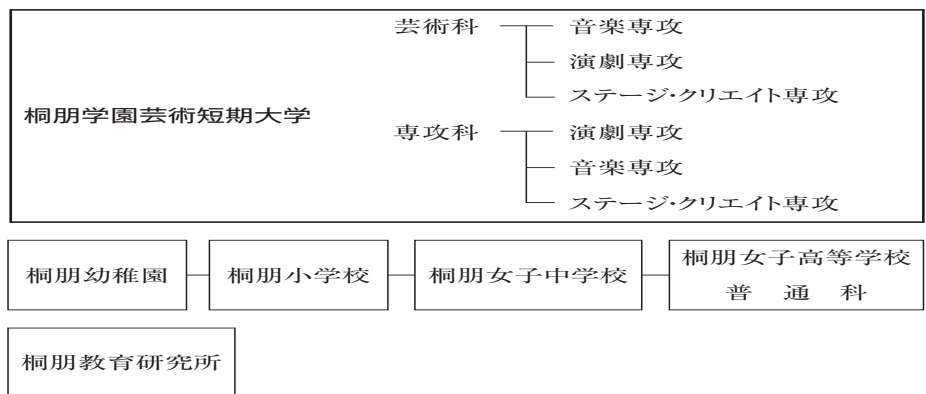 芸術科
音楽専攻
演劇専攻
ステージ・クリエイト専攻
桐朋学園芸術短期大学
専攻科
演劇専攻
音楽専攻
ステージ・クリエイト専攻
桐朋幼稚園
桐朋小学校
桐朋女子中学校
桐朋女子高等学校
普通科
桐朋教育研究所